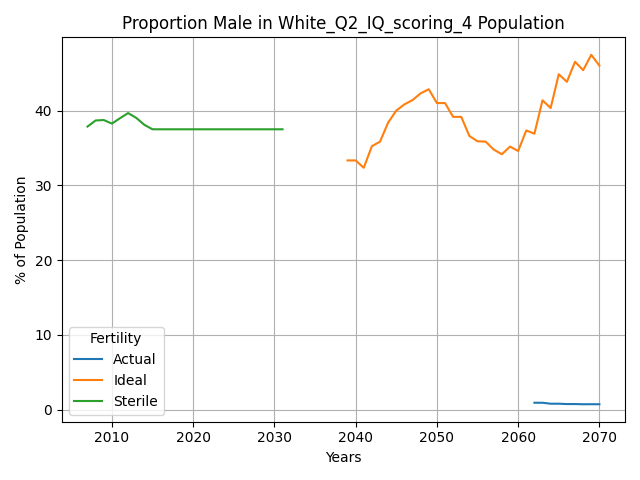 Proportion Male in White_Q2_IQ_scoring_4 Population
% of Population
40
30
20
10
0
Fertility
Actual
Ideal
Sterile
2010 2020 2030 2040 2050 2060 2070
Years